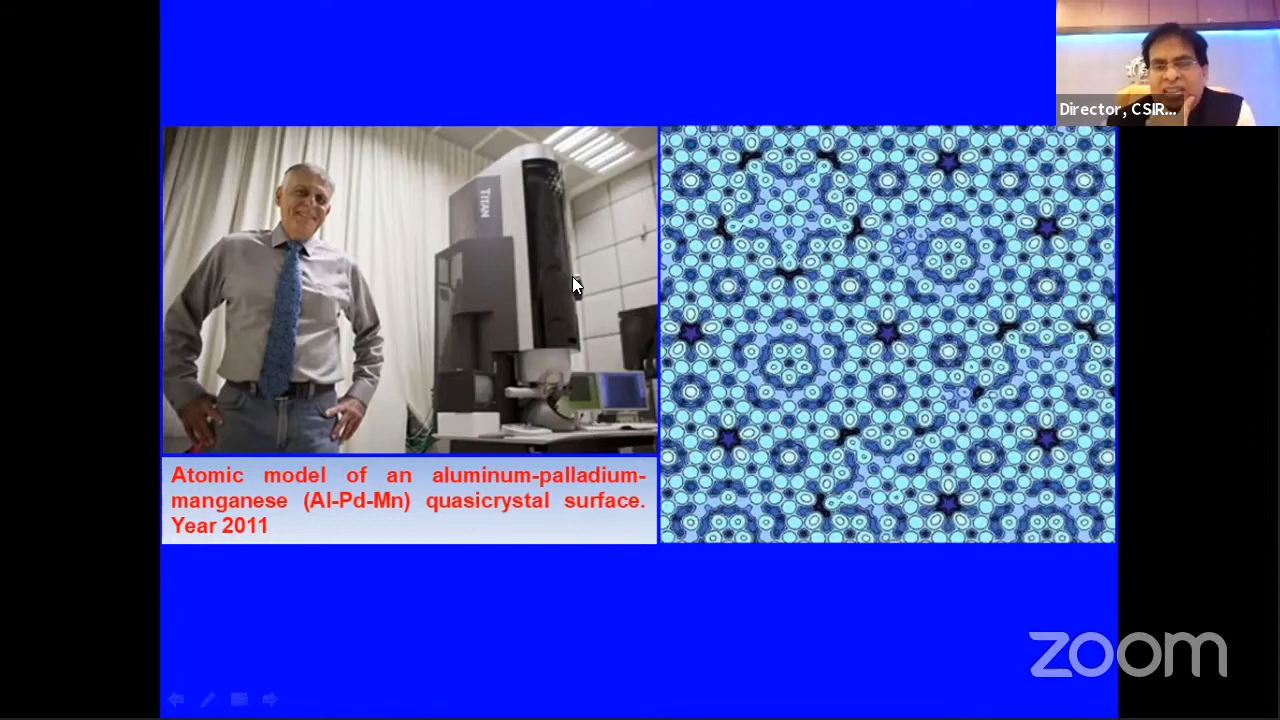 Director, CSIR...
TITAN
Atomic model of an aluminum-palladium-
manganese (Al-Pd-Mn) quasicrystal surface.
Year 2011
zoom